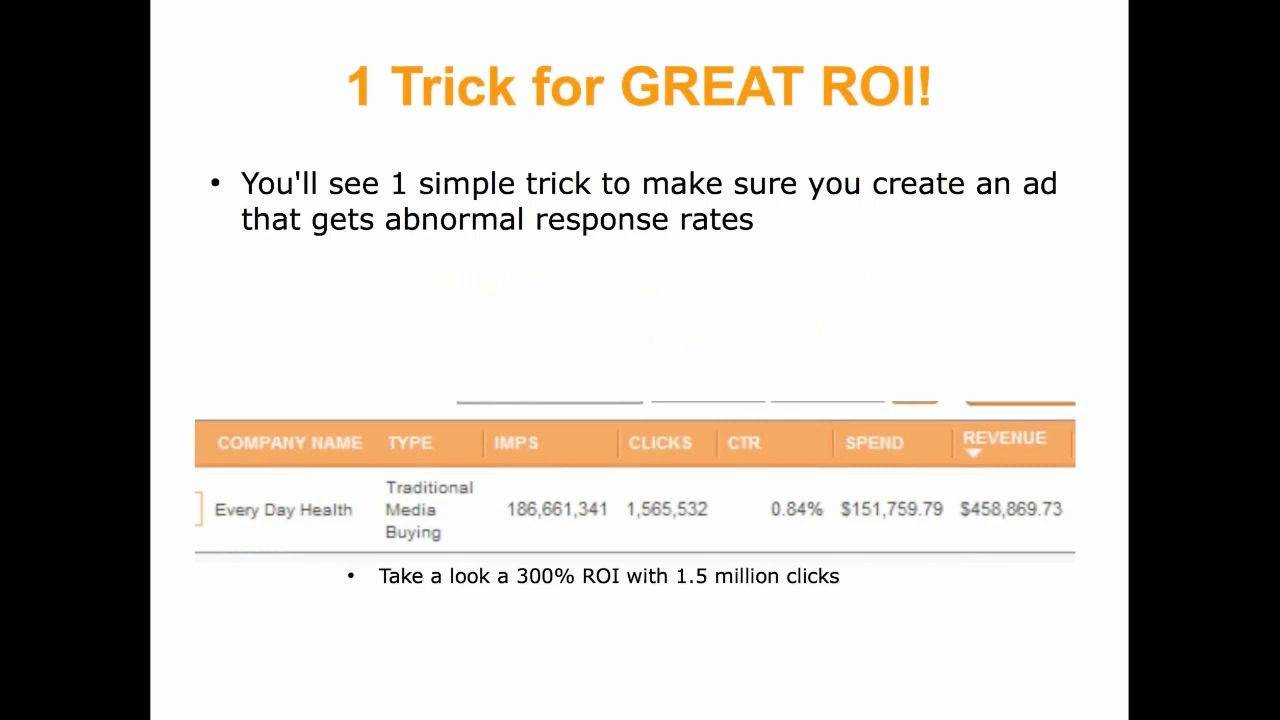 1 Trick for GREAT ROI!
• You'll see 1 simple trick to make sure you create an ad
that gets abnormal response rates
COMPANY NAME TYPE IMPS CLICKS CTR SPEND REVENUE
Every Day Health Traditional Media Buying 186,661,341 1,565,532 0.84% $151,759.79 $458,869.73
• Take a look a 300% ROI with 1.5 million clicks